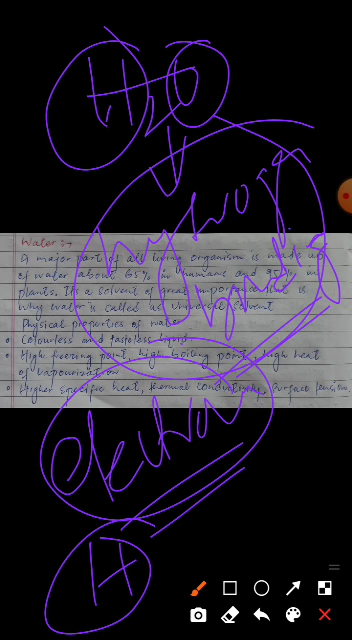 H₂O
Water :→
A major part of all living organism is made up
of water about 65% in humans and 95% in
plants. It's a solvent of great importance that is
why water is called as universal solvent
Physical properties of water
• Colourless and tasteless liquid.
• High freezing point, high boiling point, high heat
of vapourization
• Higher specific heat, thermal conductivity, surface tension,
electron
H